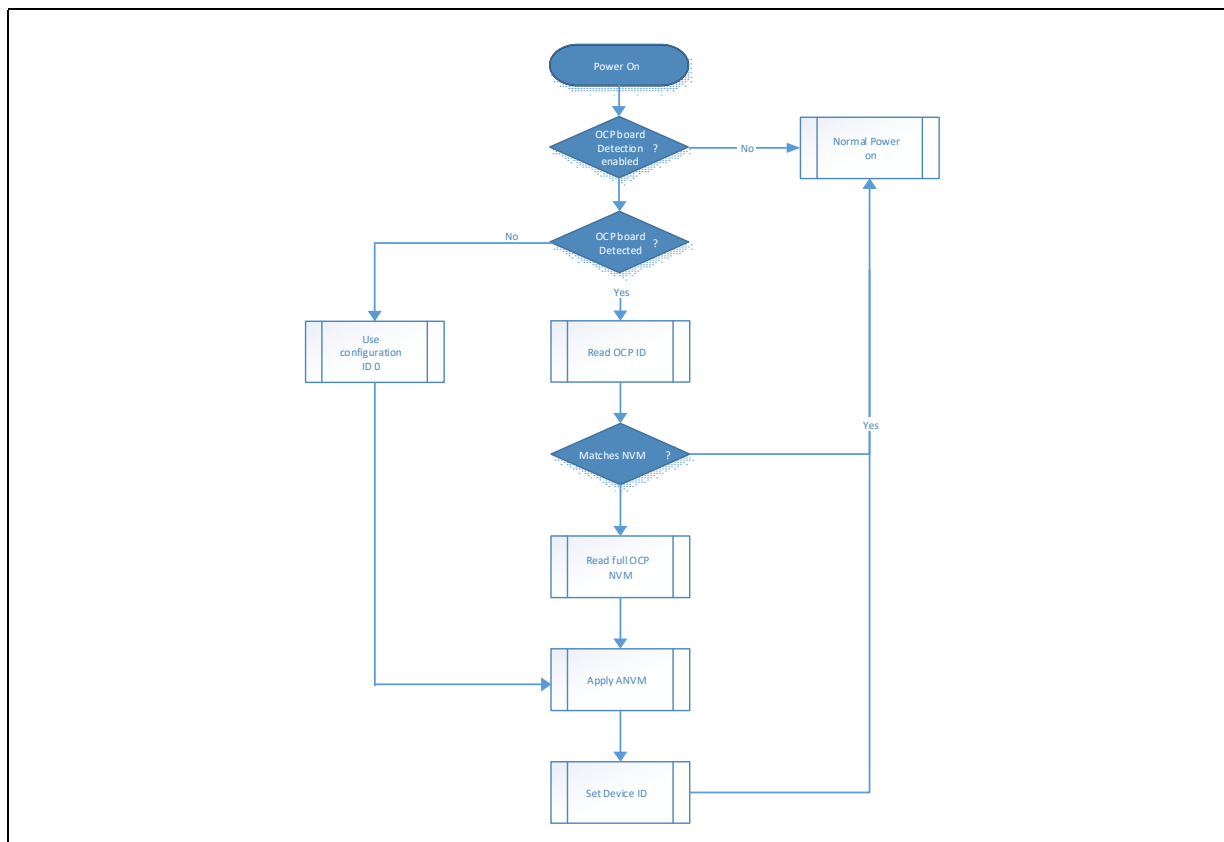 Power On
OCP board
Detection ?
enabled
No
Normal Power
on
OCP board
Detected ?
No
Yes
Use
configuration
ID 0
Read OCP ID
Yes
Matches NVM ?
Read full OCP
NVM
Apply ANVM
Set Device ID